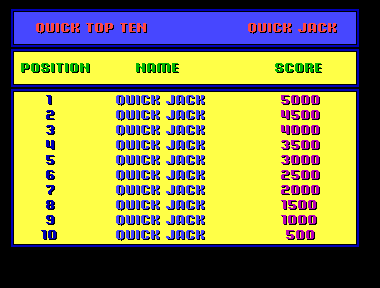 QUICK TOP TEN QUICK JACK
POSITION NAME SCORE
1 QUICK JACK 5000
2 QUICK JACK 4500
3 QUICK JACK 4000
4 QUICK JACK 3500
5 QUICK JACK 3000
6 QUICK JACK 2500
7 QUICK JACK 2000
8 QUICK JACK 1500
9 QUICK JACK 1000
10 QUICK JACK 500